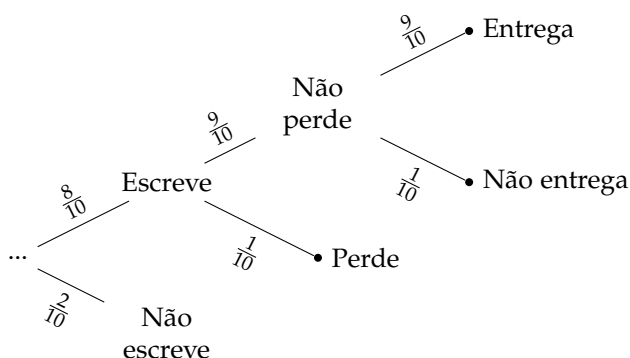 9/10
Entrega
Não
perde
9/10
1/10
Não entrega
Escreve
8/10
1/10
Perde
...
2/10
Não
escreve